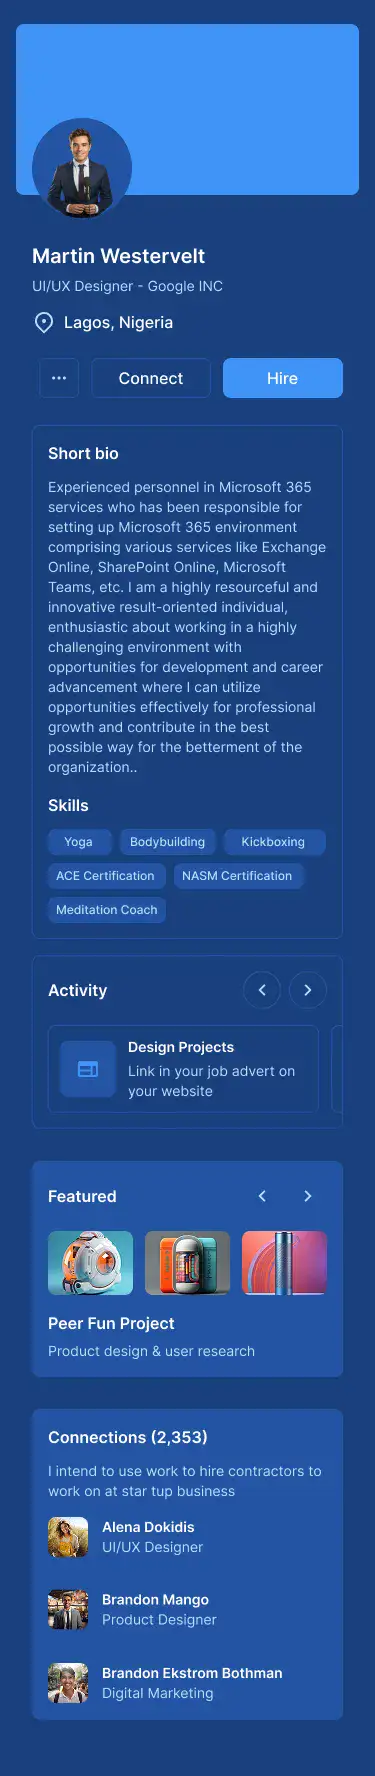 Martin Westervelt
UI/UX Designer - Google INC
Lagos, Nigeria
Connect
Hire
Short bio
Experienced personnel in Microsoft 365
services who has been responsible for
setting up Microsoft 365 environment
comprising various services like Exchange
Online, SharePoint Online, Microsoft
Teams, etc. I am a highly resourceful and
innovative result-oriented individual,
enthusiastic about working in a highly
challenging environment with
opportunities for development and career
advancement where I can utilize
opportunities effectively for professional
growth and contribute in the best
possible way for the betterment of the
organization..
Skills
Yoga Bodybuilding Kickboxing
ACE Certification NASM Certification
Meditation Coach
Activity
Design Projects
Link in your job advert on
your website
Featured
Peer Fun Project
Product design & user research
Connections (2,353)
I intend to use work to hire contractors to
work on at star tup business
Alena Dokidis
UI/UX Designer
Brandon Mango
Product Designer
Brandon Ekstrom Bothman
Digital Marketing